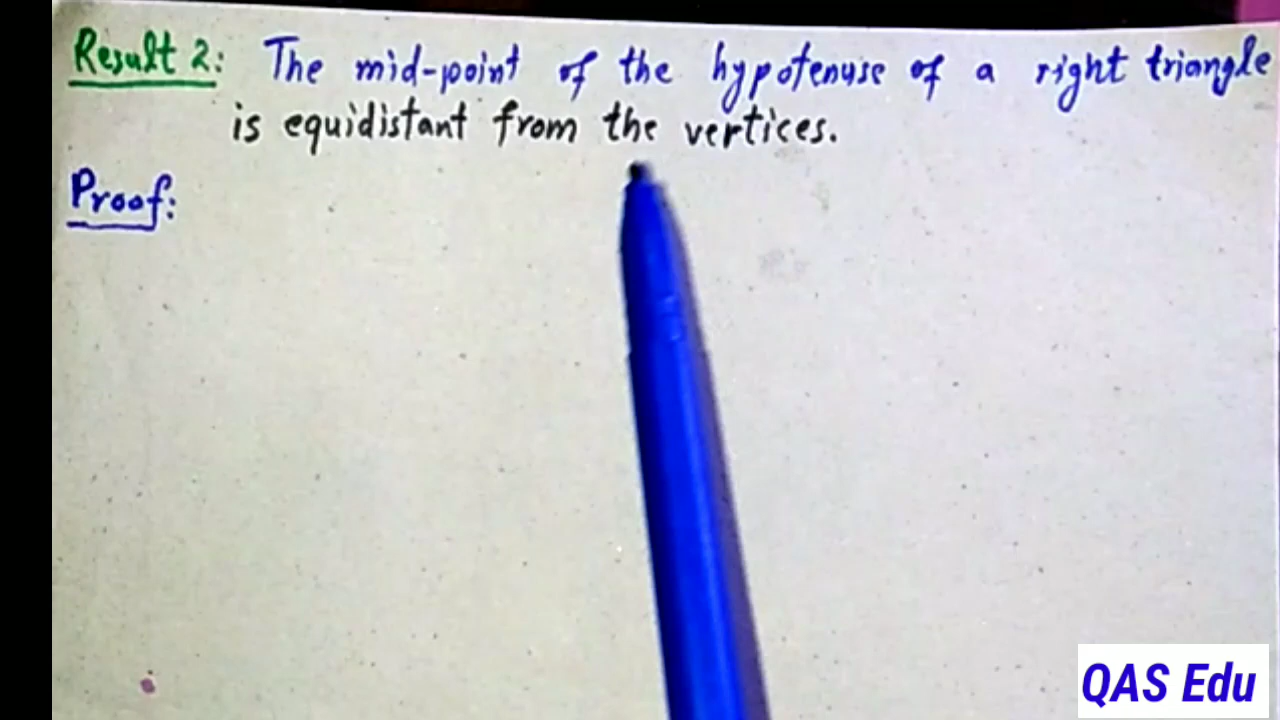 Result 2: The mid-point of the hypotenuse of a right triangle
is equidistant from the vertices.
Proof:
QAS Edu